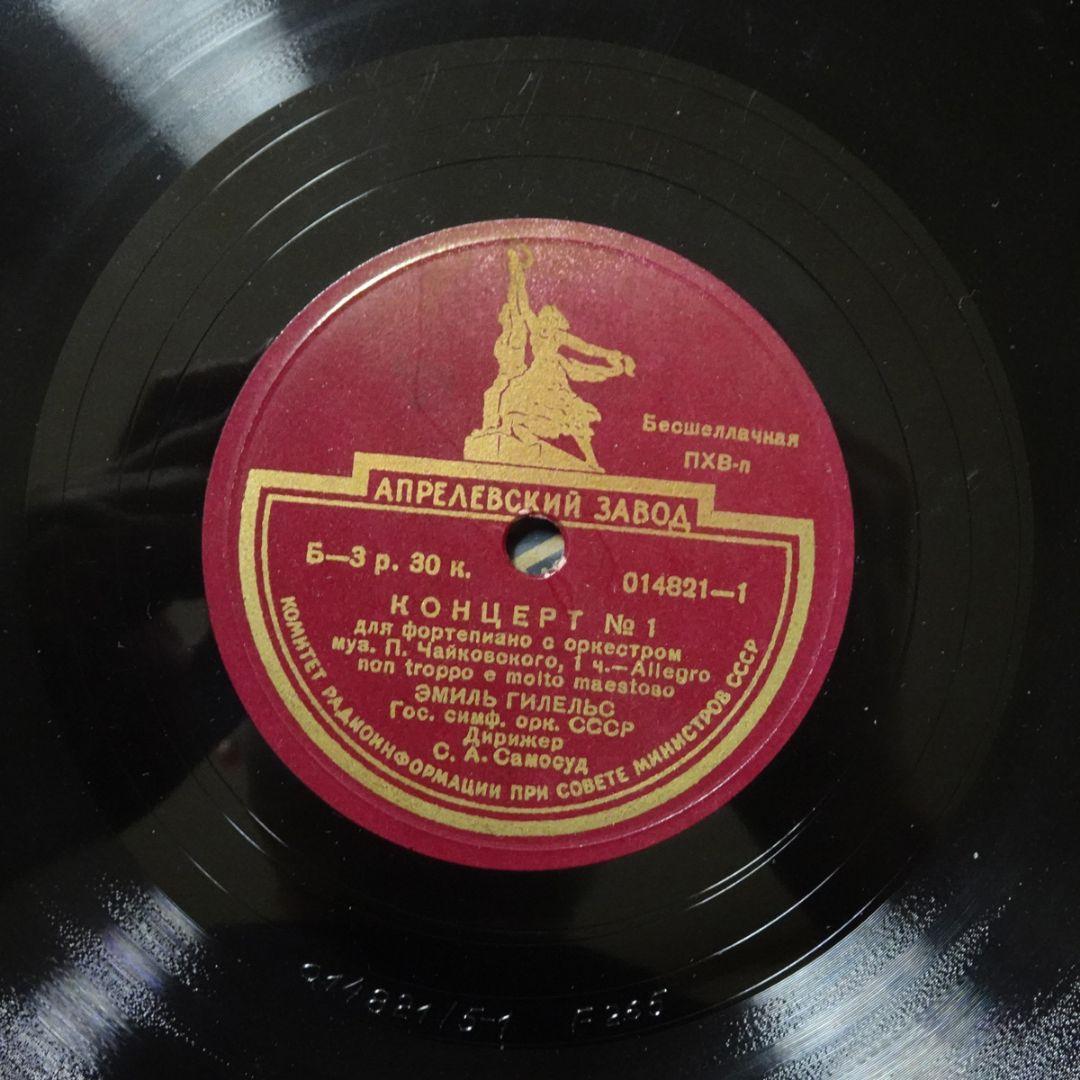 Бесшеллачная
ПХВ-п
АПРЕЛЕВСКИЙ ЗАВОД
Б—3 р. 30 к.
014821—1
КОНЦЕРТ № 1
для фортепиано с оркестром
муз. П. Чайковского, 1 ч.—Allegro
non troppo e molto maestoso
ЭМИЛЬ ГИЛЕЛЬС
Гос. симф. орк. СССР
Дирижер
С. А. Самосуд
КОМИТЕТ РАДИОИНФОРМАЦИИ ПРИ СОВЕТЕ МИНИСТРОВ СССР